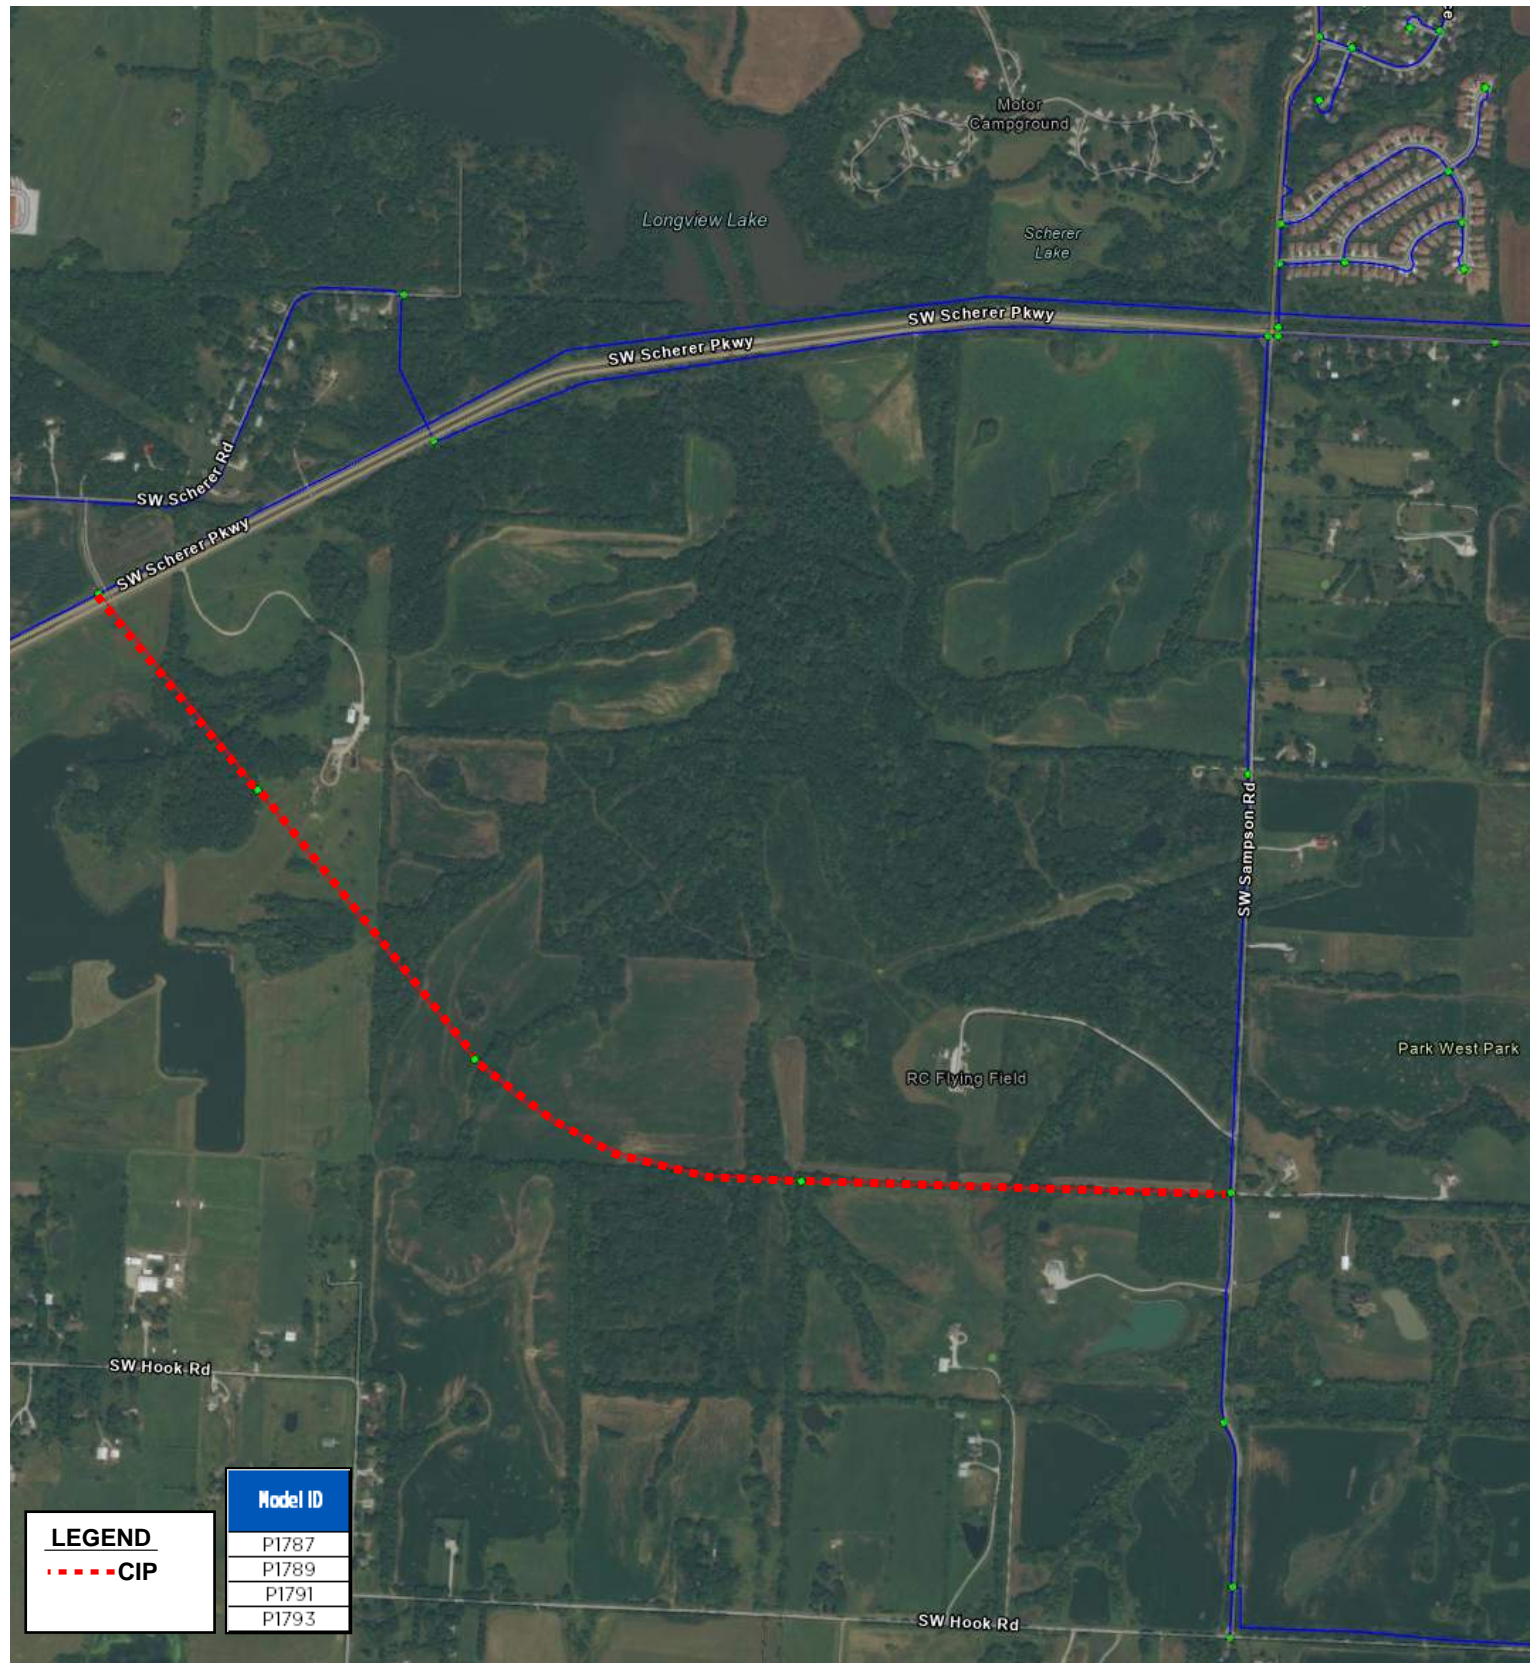 ce
Motor
Campground
Longview Lake
Scherer
Lake
SW Scherer Pkwy
SW Scherer Pkwy
SW Scherer Rd
SW Scherer Pkwy
SW Sampson Rd
Park West Park
RC Flying Field
SW Hook Rd
Model ID
P1787
P1789
P1791
P1793
LEGEND
CIP
SW Hook Rd